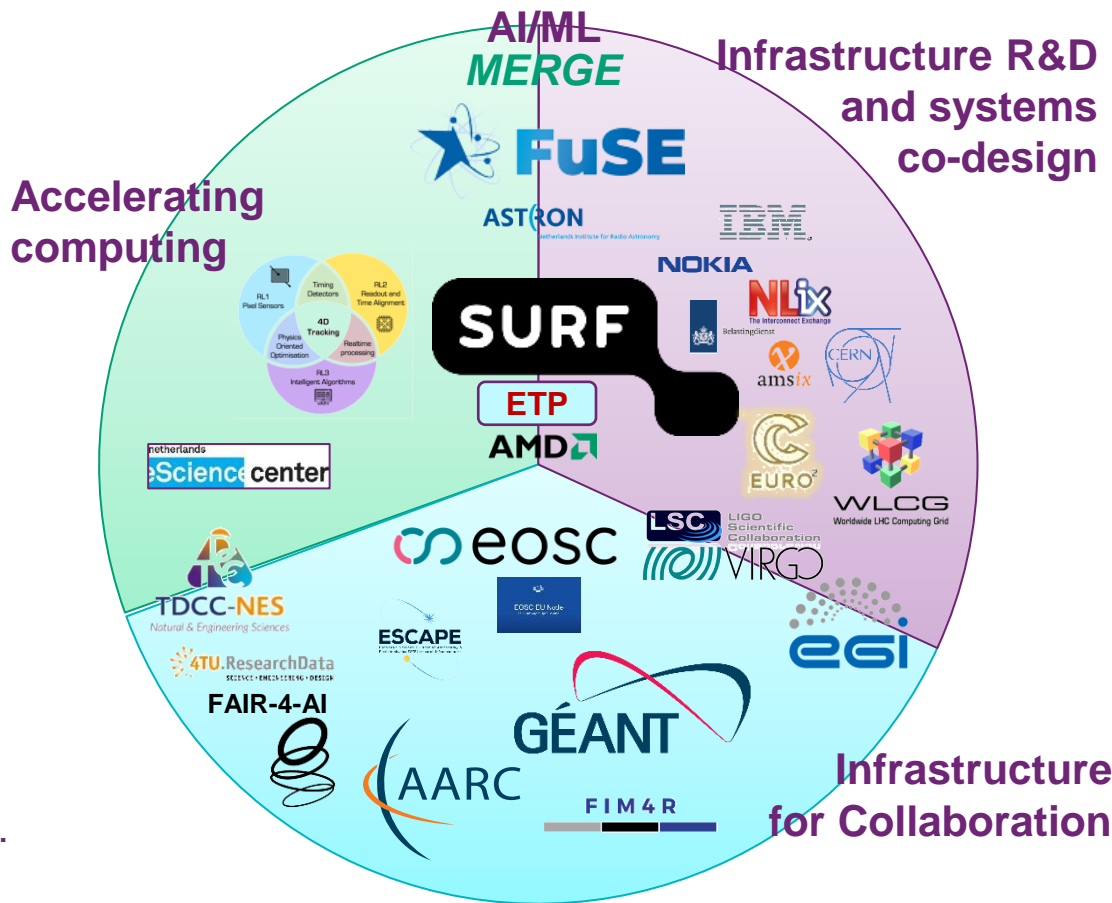 AI/ML
MERGE
Infrastructure R&D
and systems
co-design
Accelerating
computing
FuSE
ASTRON
Netherlands Institute for Radio Astronomy
IBM
NOKIA
NLix
The Interconnect Exchange
Belastingdienst
amsix
CERN
RL1
Pixel Sensors
Timing
Detectors
RL2
Readout and
Time Alignment
4D
Tracking
Physics
Oriented
Optimisation
Realtime
processing
RL3
Intelligent Algorithms
SURF
ETP
AMD
EURO²
WLCG
Worldwide LHC Computing Grid
netherlands
eScience center
eosc
LSC
LIGO
Scientific
Collaboration
VIRGO
EOSC EU Node
TDCC-NES
Natural & Engineering Sciences
ESCAPE
egi
4TU.ResearchData
SCIENCE • ENGINEERING • DESIGN
FAIR-4-AI
GÉANT
AARC
FIM4R
Infrastructure
for Collaboration
.